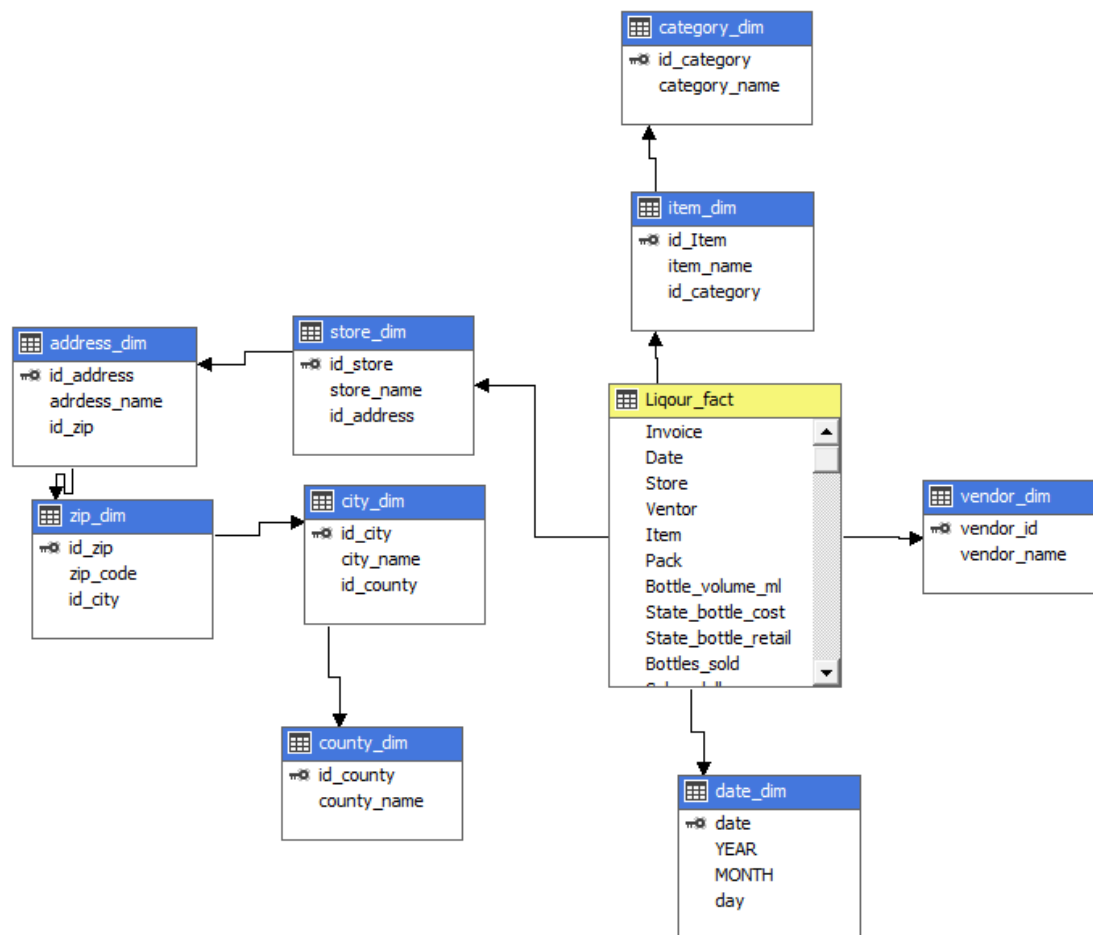 category_dim
id_category
category_name
item_dim
id_Item
item_name
id_category
address_dim
id_address
adrdess_name
id_zip
store_dim
id_store
store_name
id_address
Liqour_fact
Invoice
Date
Store
Ventor
Item
Pack
Bottle_volume_ml
State_bottle_cost
State_bottle_retail
Bottles_sold
zip_dim
id_zip
zip_code
id_city
city_dim
id_city
city_name
id_county
vendor_dim
vendor_id
vendor_name
county_dim
id_county
county_name
date_dim
date
YEAR
MONTH
day